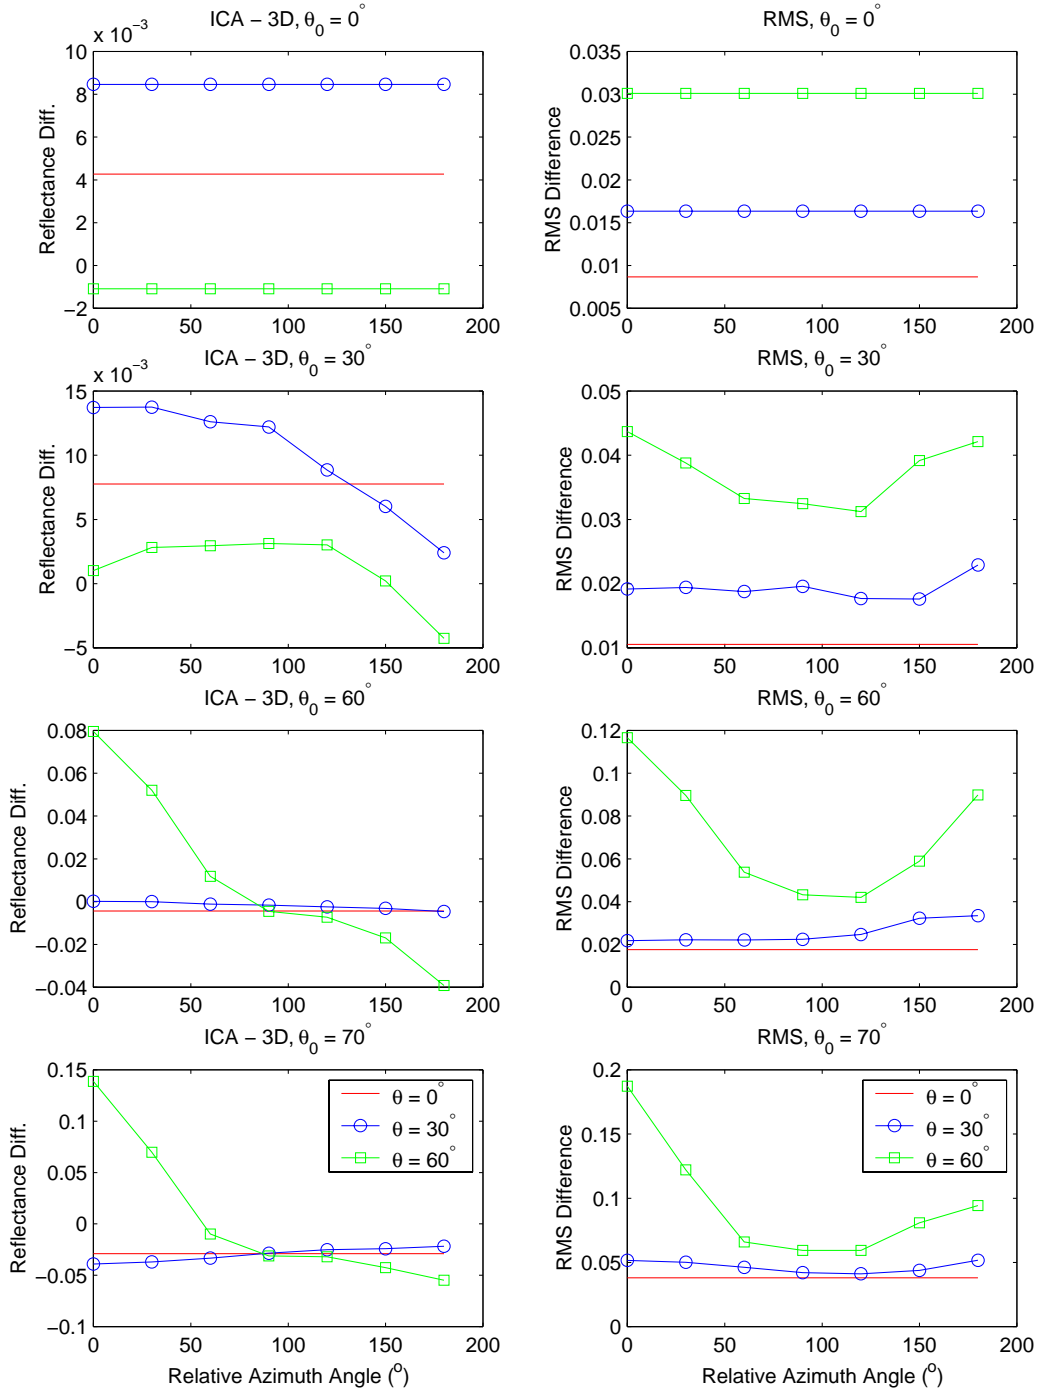 ICA − 3D, θ0 = 0°
x 10−3
10
8
6
4
2
0
−2
0 50 100 150 200
Reflectance Diff.
RMS, θ0 = 0°
0.035
0.03
0.025
0.02
0.015
0.01
0.005
0 50 100 150 200
RMS Difference
ICA − 3D, θ0 = 30°
x 10−3
15
10
5
0
−5
0 50 100 150 200
Reflectance Diff.
RMS, θ0 = 30°
0.05
0.04
0.03
0.02
0.01
0 50 100 150 200
RMS Difference
ICA − 3D, θ0 = 60°
0.08
0.06
0.04
0.02
0
−0.02
−0.04
0 50 100 150 200
Reflectance Diff.
RMS, θ0 = 60°
0.12
0.1
0.08
0.06
0.04
0.02
0
0 50 100 150 200
RMS Difference
ICA − 3D, θ0 = 70°
0.15
0.1
0.05
0
−0.05
−0.1
0 50 100 150 200
Reflectance Diff.
Relative Azimuth Angle (o)
θ = 0°
θ = 30°
θ = 60°
RMS, θ0 = 70°
0.2
0.15
0.1
0.05
0
0 50 100 150 200
RMS Difference
Relative Azimuth Angle (o)
θ = 0°
θ = 30°
θ = 60°